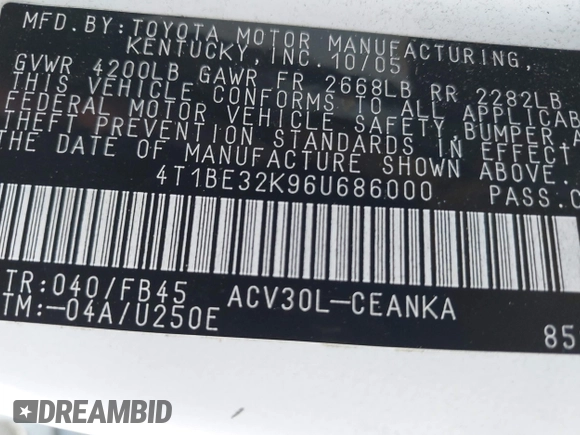 MFD. BY: TOYOTA MOTOR MANUFACTURING,
KENTUCKY, INC. 10/05
GVWR 4200LB GAWR FR 2668LB RR 2282LB
THIS VEHICLE CONFORMS TO ALL APPLICAB
FEDERAL MOTOR VEHICLE SAFETY, BUMPER A
THEFT PREVENTION STANDARDS IN EFFECT
DATE OF MANUFACTURE SHOWN ABOVE.
4T1BE32K96U686000 PASS.C
TR: 040/FB45 ACV30L-CEANKA
TM:-04A/U250E 85
DREAMBID